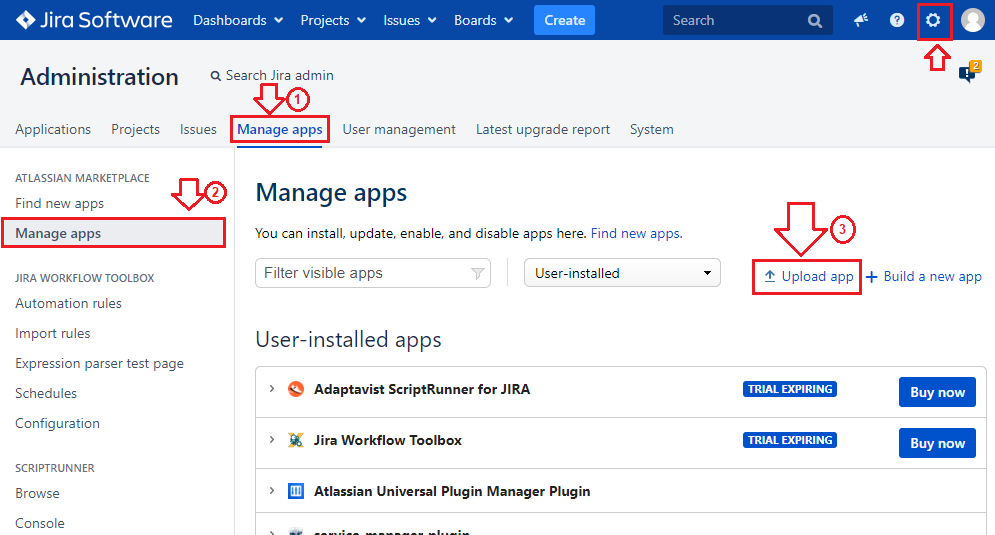 Jira Software Dashboards Projects Issues Boards Create Search
Administration Search Jira admin 2
1
Applications Projects Issues Manage apps User management Latest upgrade report System
ATLASSIAN MARKETPLACE
Find new apps
2
Manage apps
JIRA WORKFLOW TOOLBOX
Automation rules
Import rules
Expression parser test page
Schedules
Configuration
SCRIPTRUNNER
Browse
Console
Manage apps
3
You can install, update, enable, and disable apps here. Find new apps.
Filter visible apps User-installed Upload app + Build a new app
User-installed apps
Adaptavist ScriptRunner for JIRA TRIAL EXPIRING Buy now
Jira Workflow Toolbox TRIAL EXPIRING Buy now
Atlassian Universal Plugin Manager Plugin
service-manager-plugin